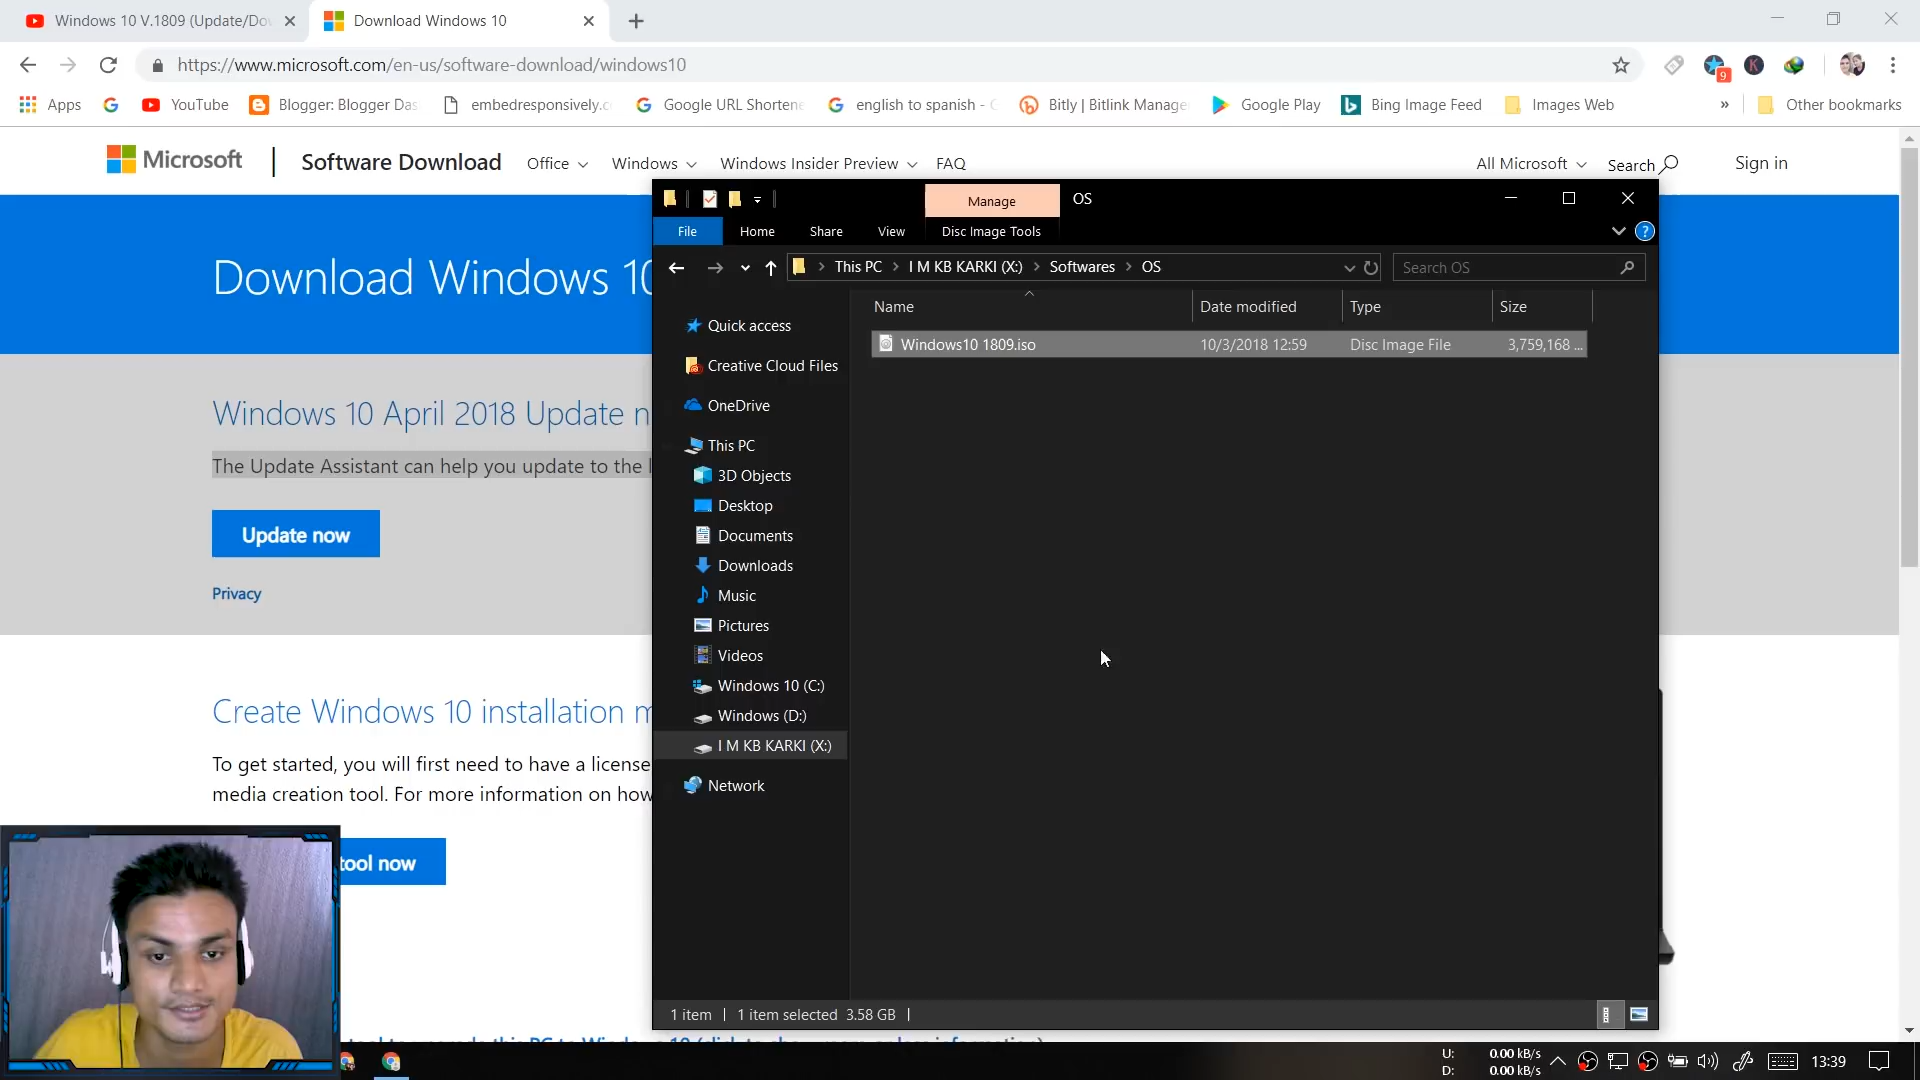 Windows 10 V.1809 (Update/Do
Download Windows 10
https://www.microsoft.com/en-us/software-download/windows10
9
K
Apps
YouTube
Blogger: Blogger Das
embedresponsively.c
Google URL Shortene
english to spanish - G
Bitly | Bitlink Manage
Google Play
Bing Image Feed
Images Web
»
Other bookmarks
Microsoft
Software Download
Office
Windows
Windows Insider Preview
FAQ
All Microsoft
Search
Sign in
Download Windows 10
Windows 10 April 2018 Update n
The Update Assistant can help you update to the l
Update now
Privacy
Create Windows 10 installation m
To get started, you will first need to have a license
media creation tool. For more information on how
tool now
Manage
OS
File
Home
Share
View
Disc Image Tools
?
This PC
I M KB KARKI (X:)
Softwares
OS
Search OS
Name
Date modified
Type
Size
Windows10 1809.iso
10/3/2018 12:59
Disc Image File
3,759,168 ...
Quick access
Creative Cloud Files
OneDrive
This PC
3D Objects
Desktop
Documents
Downloads
Music
Pictures
Videos
Windows 10 (C:)
Windows (D:)
I M KB KARKI (X:)
Network
1 item
1 item selected 3.58 GB
U: 0.00 kB/s
D: 0.00 kB/s
13:39